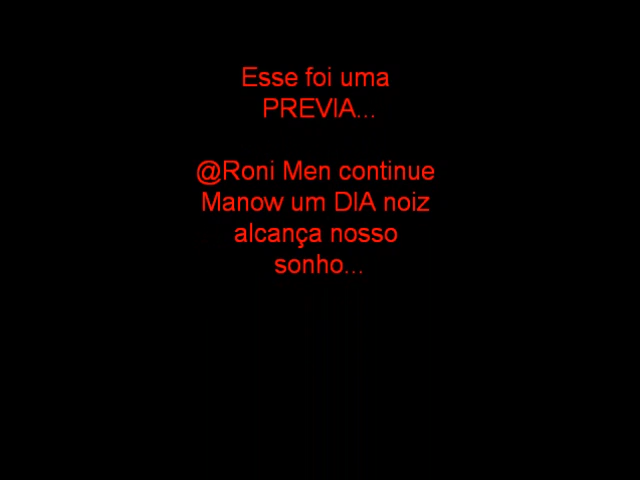 Esse foi uma
PREVIA...
@Roni Men continue
Manow um DIA noiz
alcança nosso
sonho...